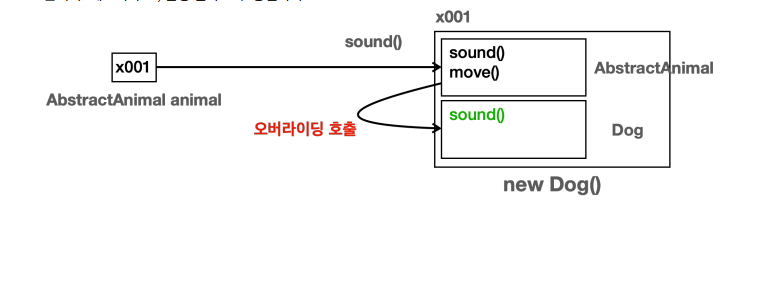 x001
sound()
sound()
move()
x001
AbstractAnimal
AbstractAnimal animal
sound()
오버라이딩 호출
Dog
new Dog()